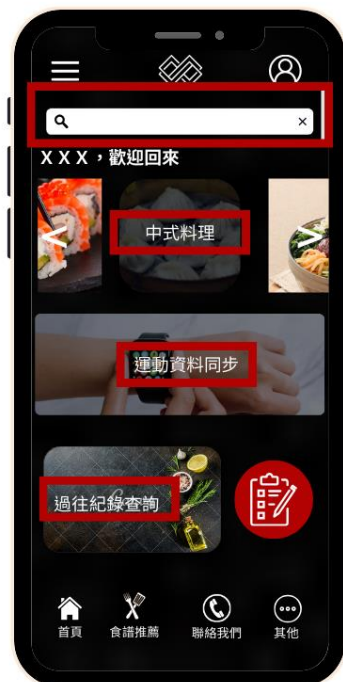 XXX，歡迎回來
中式料理
運動資料同步
過往紀錄查詢
首頁
食譜推薦
聯絡我們
其他